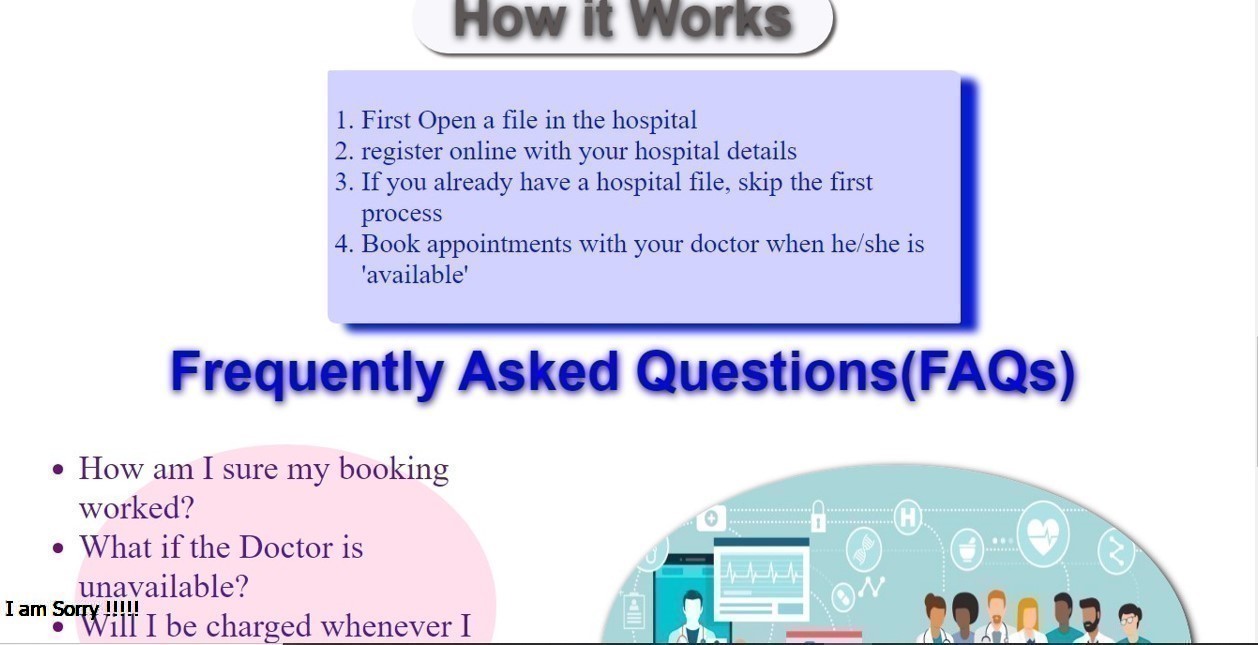 How it Works
1. First Open a file in the hospital
2. register online with your hospital details
3. If you already have a hospital file, skip the first
process
4. Book appointments with your doctor when he/she is
'available'
Frequently Asked Questions(FAQs)
• How am I sure my booking
worked?
• What if the Doctor is
unavailable?
I am Sorry !!!!!
• Will I be charged whenever I
H